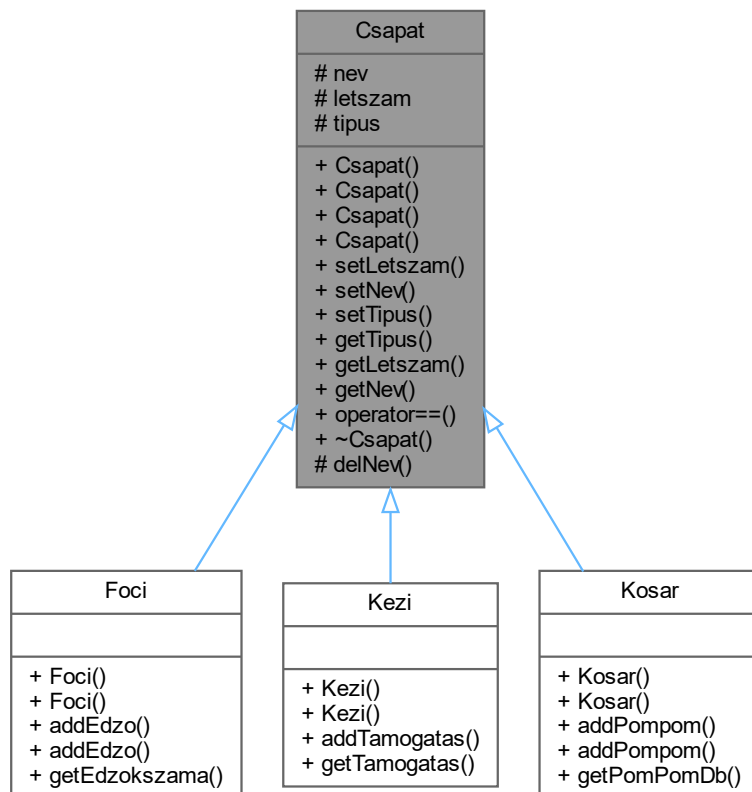 Csapat
# nev
# letszam
# tipus
+ Csapat()
+ Csapat()
+ Csapat()
+ Csapat()
+ setLetszam()
+ setNev()
+ setTipus()
+ getTipus()
+ getLetszam()
+ getNev()
+ operator==()
+ ~Csapat()
# delNev()
Foci
+ Foci()
+ Foci()
+ addEdzo()
+ addEdzo()
+ getEdzokszama()
Kezi
+ Kezi()
+ Kezi()
+ addTamogatas()
+ getTamogatas()
Kosar
+ Kosar()
+ Kosar()
+ addPompom()
+ addPompom()
+ getPomPomDb()